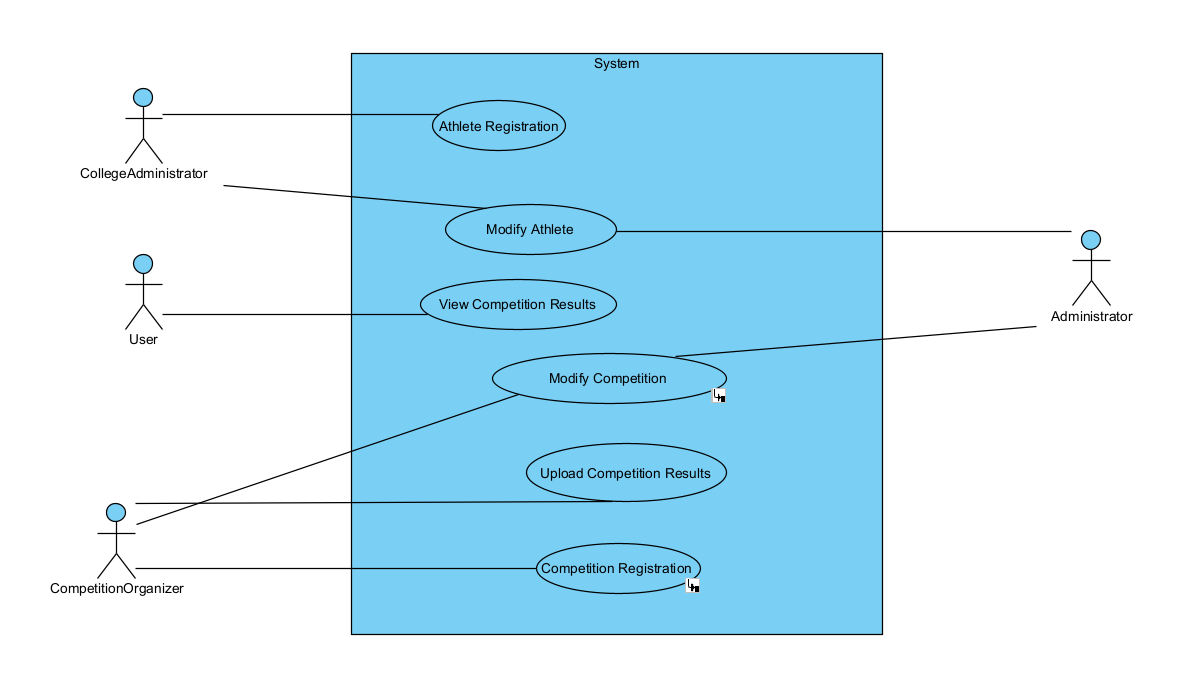 System
Athlete Registration
CollegeAdministrator
Modify Athlete
View Competition Results
User
Administrator
Modify Competition
Upload Competition Results
Competition Registration
CompetitionOrganizer